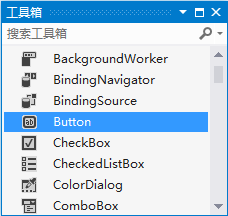 工具箱
搜索工具箱
BackgroundWorker
BindingNavigator
BindingSource
Button
CheckBox
CheckedListBox
ColorDialog
ComboBox